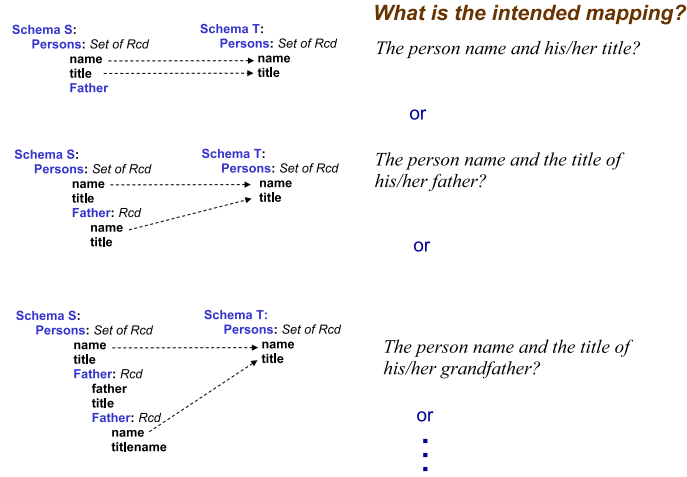 What is the intended mapping?
Schema S:
Persons: Set of Rcd
name
title
Father
Schema T:
Persons: Set of Rcd
name
title
The person name and his/her title?
or
Schema S:
Persons: Set of Rcd
name
title
Father: Rcd
name
title
Schema T:
Persons: Set of Rcd
name
title
The person name and the title of
his/her father?
or
Schema S:
Persons: Set of Rcd
name
title
Father: Rcd
father
title
Father: Rcd
name
titlename
Schema T:
Persons: Set of Rcd
name
title
The person name and the title of
his/her grandfather?
or